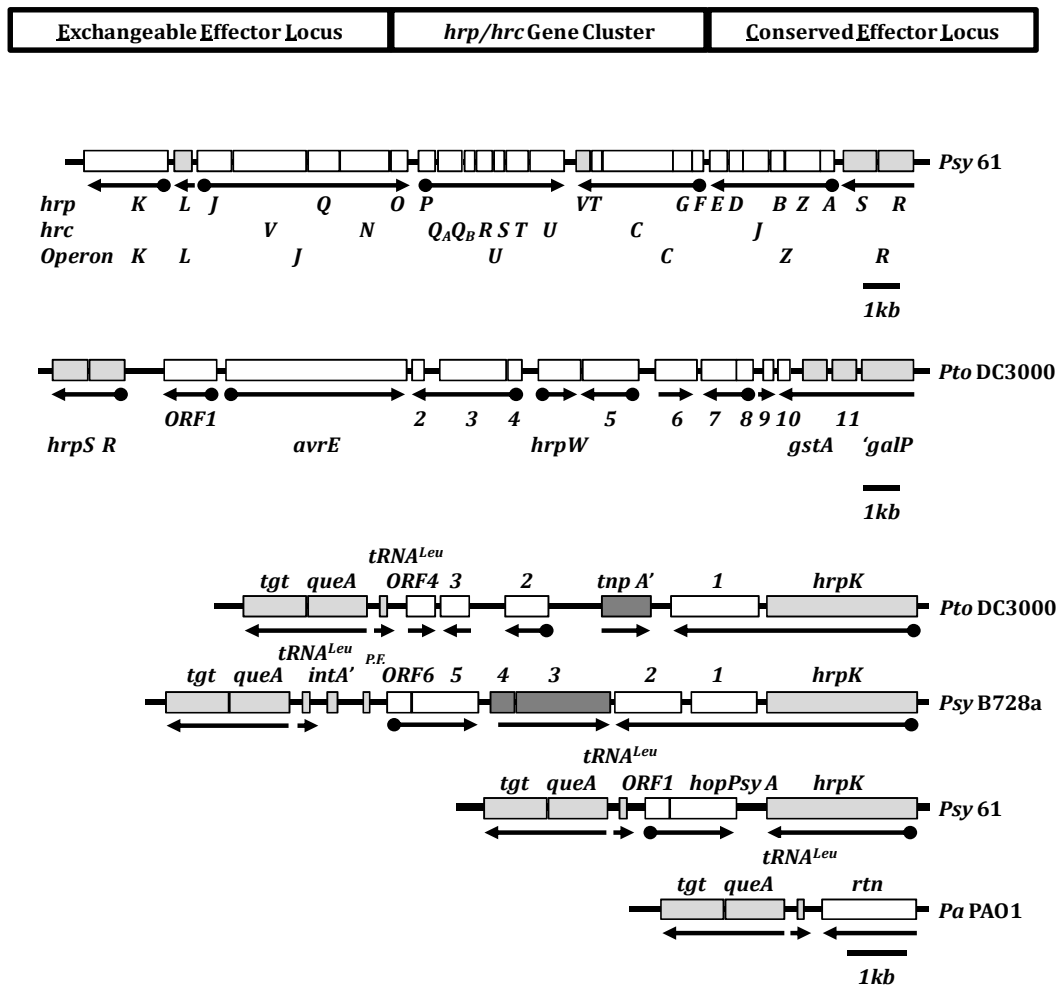 Exchangeable Effector Locus hrp/hrc Gene Cluster Conserved Effector Locus
Psy 61
hrp K L J Q O P VT G F E D B Z A S R
hrc V N QAQB R S T U C J
Operon K L J U C Z R
1kb
Pto DC3000
ORF1 2 3 4 5 6 7 8 9 10 11
hrpS R avrE hrpW gstA 'galP
1kb
tRNALeu
tgt queA ORF4 3 2 tnp A' 1 hrpK
Pto DC3000
tRNALeu P.F.
tgt queA intA' ORF6 5 4 3 2 1 hrpK
Psy B728a
tRNALeu
tgt queA ORF1 hopPsy A hrpK
Psy 61
tRNALeu
tgt queA rtn
Pa PAO1
1kb